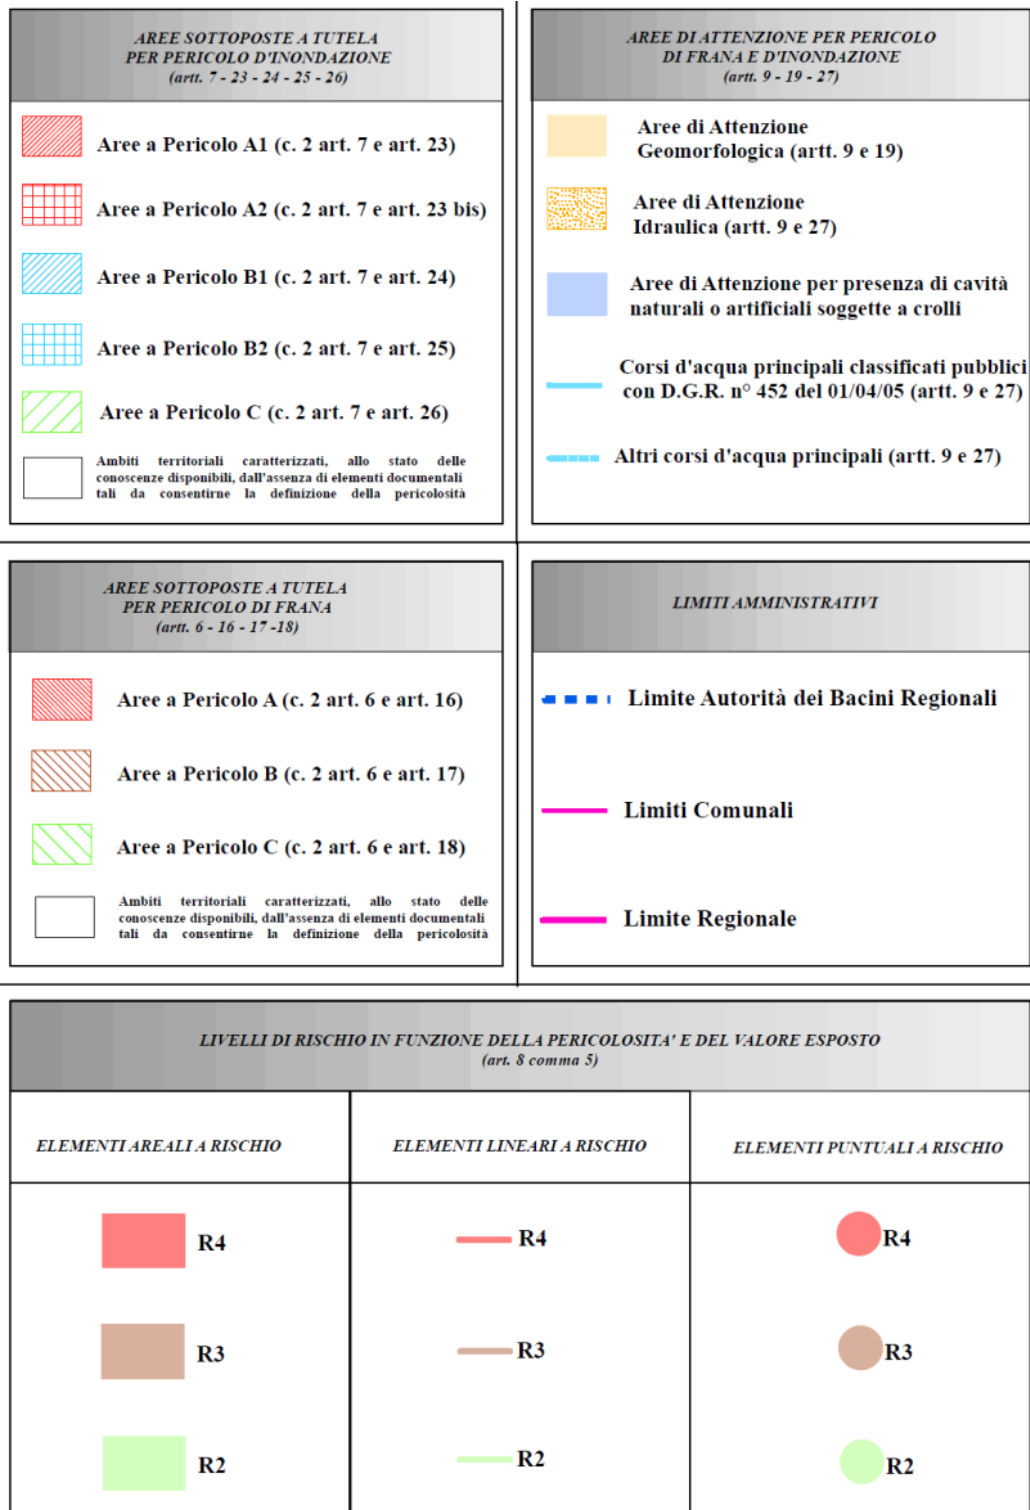 AREE SOTTOPOSTE A TUTELA
PER PERICOLO D'INONDAZIONE
(artt. 7 - 23 - 24 - 25 - 26)
Aree a Pericolo A1 (c. 2 art. 7 e art. 23)
Aree a Pericolo A2 (c. 2 art. 7 e art. 23 bis)
Aree a Pericolo B1 (c. 2 art. 7 e art. 24)
Aree a Pericolo B2 (c. 2 art. 7 e art. 25)
Aree a Pericolo C (c. 2 art. 7 e art. 26)
Ambiti territoriali caratterizzati, allo stato delle
conoscenze disponibili, dall'assenza di elementi documentali
tali da consentirne la definizione della pericolosità
AREE DI ATTENZIONE PER PERICOLO
DI FRANA E D'INONDAZIONE
(artt. 9 - 19 - 27)
Aree di Attenzione
Geomorfologica (artt. 9 e 19)
Aree di Attenzione
Idraulica (artt. 9 e 27)
Aree di Attenzione per presenza di cavità
naturali o artificiali soggette a crolli
Corsi d'acqua principali classificati pubblici
con D.G.R. n° 452 del 01/04/05 (artt. 9 e 27)
Altri corsi d'acqua principali (artt. 9 e 27)
AREE SOTTOPOSTE A TUTELA
PER PERICOLO DI FRANA
(artt. 6 - 16 - 17 -18)
Aree a Pericolo A (c. 2 art. 6 e art. 16)
Aree a Pericolo B (c. 2 art. 6 e art. 17)
Aree a Pericolo C (c. 2 art. 6 e art. 18)
Ambiti territoriali caratterizzati, allo stato delle
conoscenze disponibili, dall'assenza di elementi documentali
tali da consentirne la definizione della pericolosità
LIMITI AMMINISTRATIVI
Limite Autorità dei Bacini Regionali
Limiti Comunali
Limite Regionale
LIVELLI DI RISCHIO IN FUNZIONE DELLA PERICOLOSITA' E DEL VALORE ESPOSTO
(art. 8 comma 5)
ELEMENTI AREALI A RISCHIO
R4
R3
R2
ELEMENTI LINEARI A RISCHIO
R4
R3
R2
ELEMENTI PUNTUALI A RISCHIO
R4
R3
R2